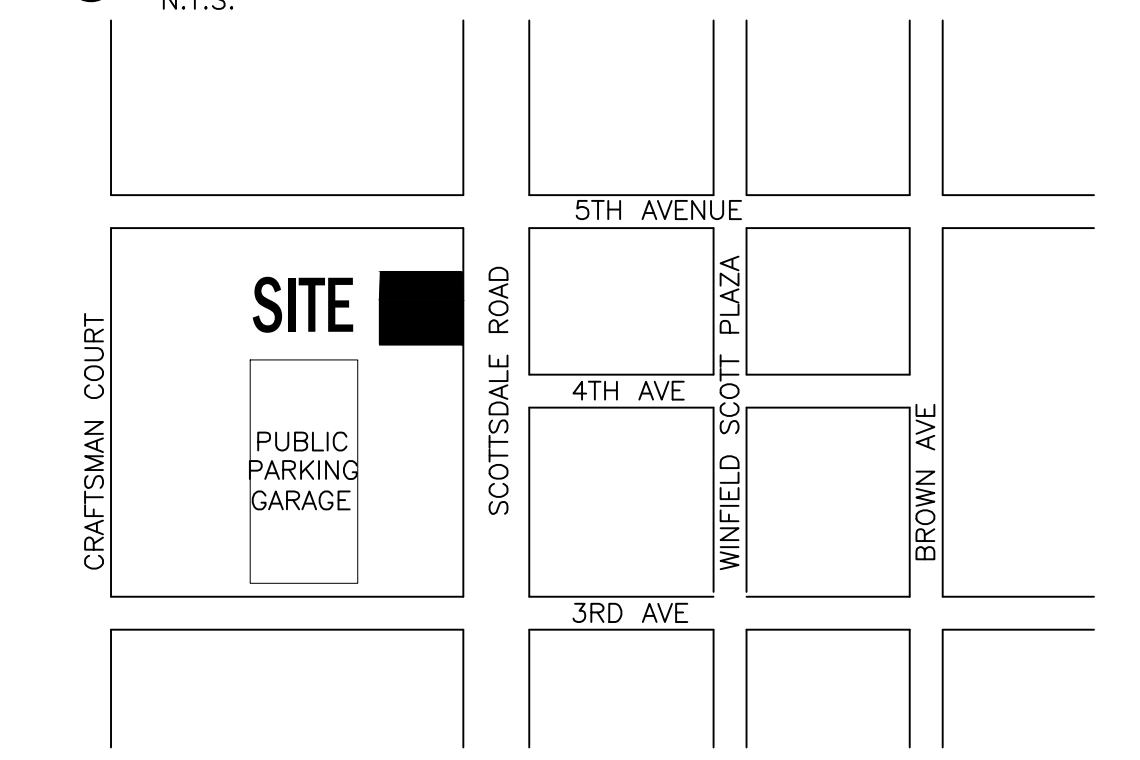 N.T.S.
5TH AVENUE
SITE
SCOTTSDALE ROAD
WINFIELD SCOTT PLAZA
CRAFTSMAN COURT
4TH AVE
BROWN AVE
PUBLIC
PARKING
GARAGE
3RD AVE